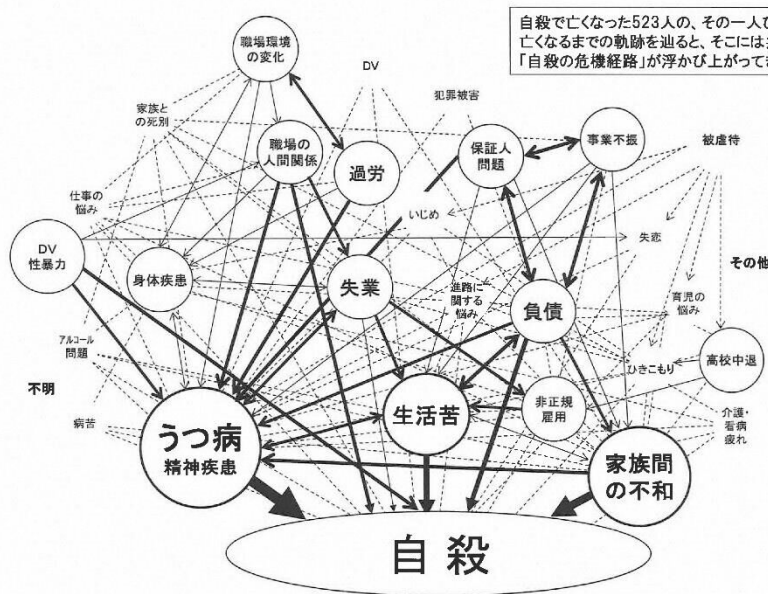 自殺で亡くなった523人の、その一人ひ
亡くなるまでの軌跡を辿ると、そこには
「自殺の危機経路」が浮かび上がって
職場環境
の変化
DV
犯罪被害
家族と
の死別
職場の
人間関係
過労
保証人
問題
事業不振
被虐待
仕事の
悩み
いじめ
失恋
DV
性暴力
身体疾患
失業
進路に
関する
悩み
負債
育児の
悩み
その他
アルコール
問題
ひきこもり
高校中退
不明
病苦
うつ病
精神疾患
生活苦
非正規
雇用
介護・
看病
疲れ
家族間
の不和
自殺